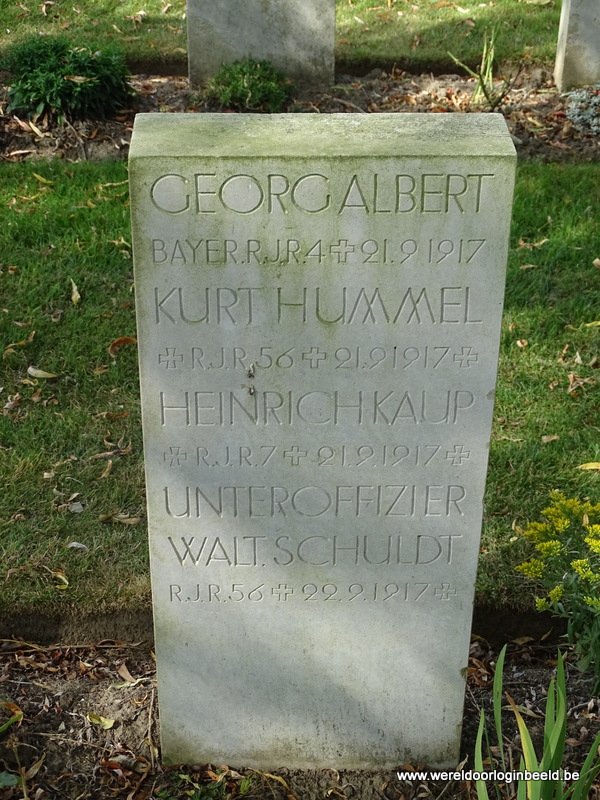 GEORG ALBERT
BAYER.R.J.R.4 ✠ 21.9.1917
KURT HUMMEL
✠ R.J.R.56 ✠ 21.9.1917 ✠
HEINRICH KAUP
✠ R.J.R.7 ✠ 21.9.1917 ✠
UNTEROFFIZIER
WALT. SCHULDT
R.J.R.56 ✠ 22.9.1917 ✠
www.wereldoorloginbeeld.be